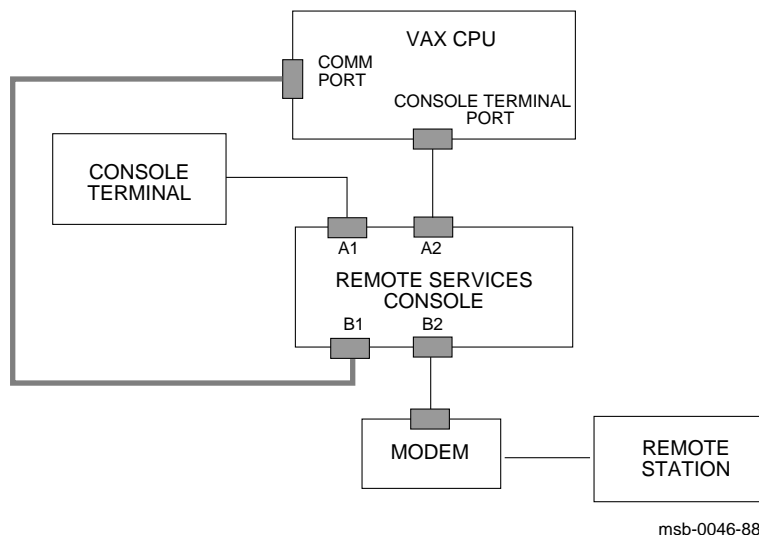 VAX CPU
COMM
PORT
CONSOLE TERMINAL
PORT
CONSOLE
TERMINAL
A1
A2
REMOTE SERVICES
CONSOLE
B1
B2
MODEM
REMOTE
STATION
msb-0046-88